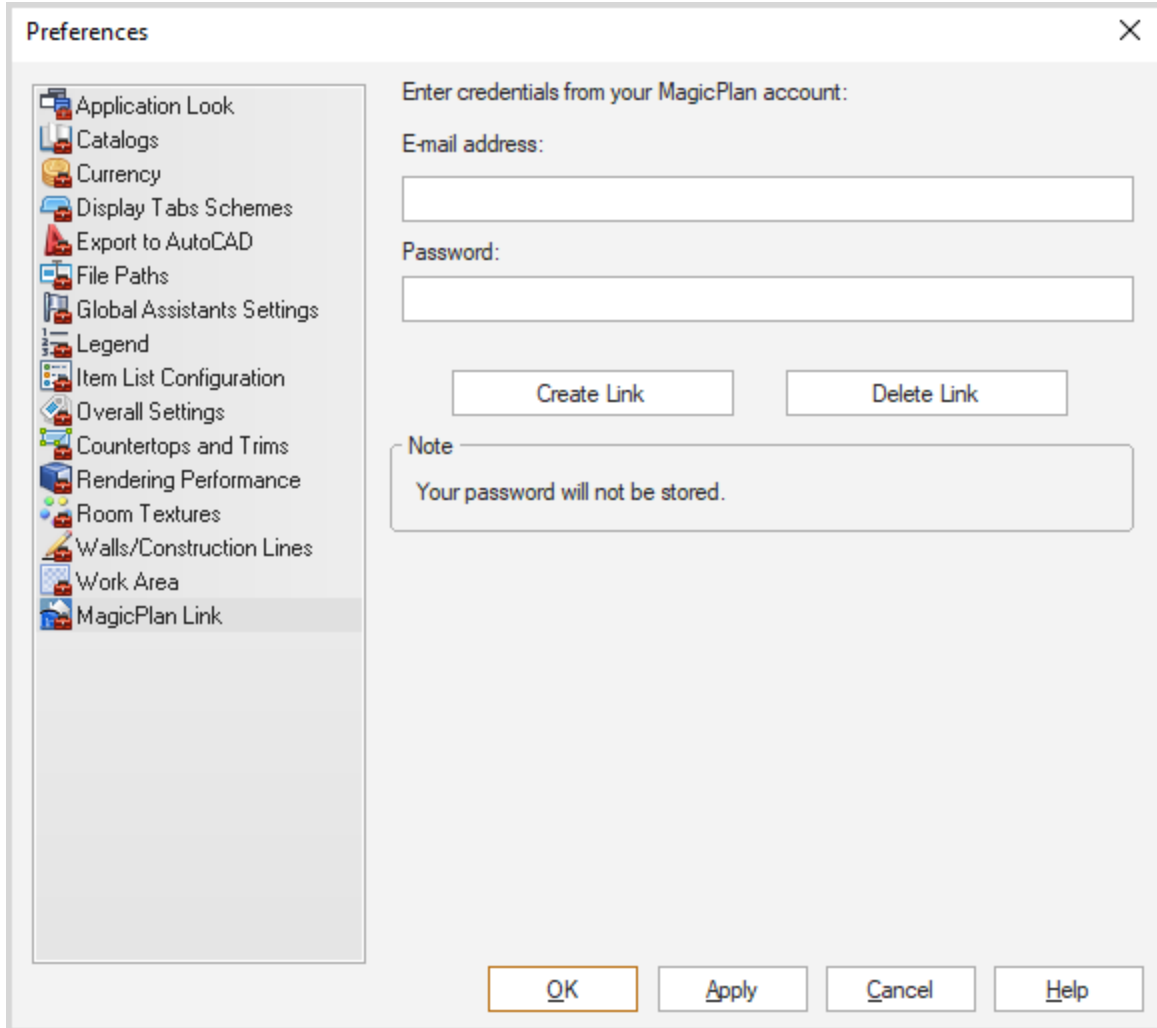 Preferences
Application Look
Catalogs
Currency
Display Tabs Schemes
Export to AutoCAD
File Paths
Global Assistants Settings
Legend
Item List Configuration
Overall Settings
Countertops and Trims
Rendering Performance
Room Textures
Walls/Construction Lines
Work Area
MagicPlan Link
Enter credentials from your MagicPlan account:
E-mail address:
Password:
Create Link
Delete Link
Note
Your password will not be stored.
OK
Apply
Cancel
Help